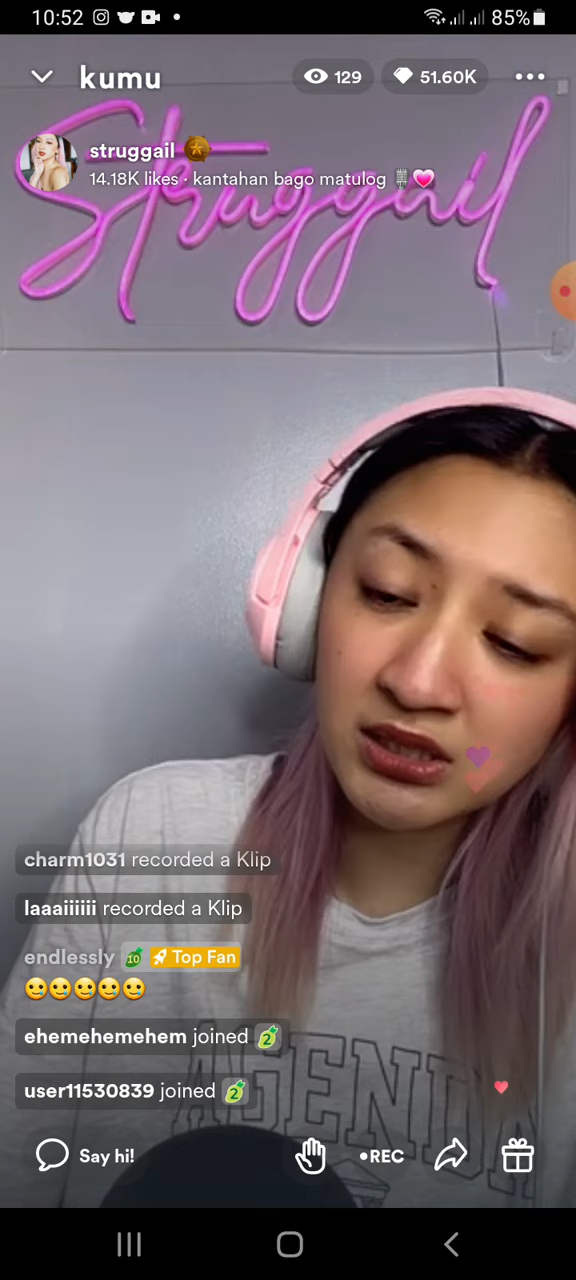 10:52
85%
kumu
129
51.60K
struggail
14.18K likes · kantahan bago matulog
Struggail
charm1031 recorded a Klip
laaaiiiiii recorded a Klip
endlessly 10 Top Fan
ehemehemehem joined 2
user11530839 joined 2
AGENDA
Say hi!
•REC